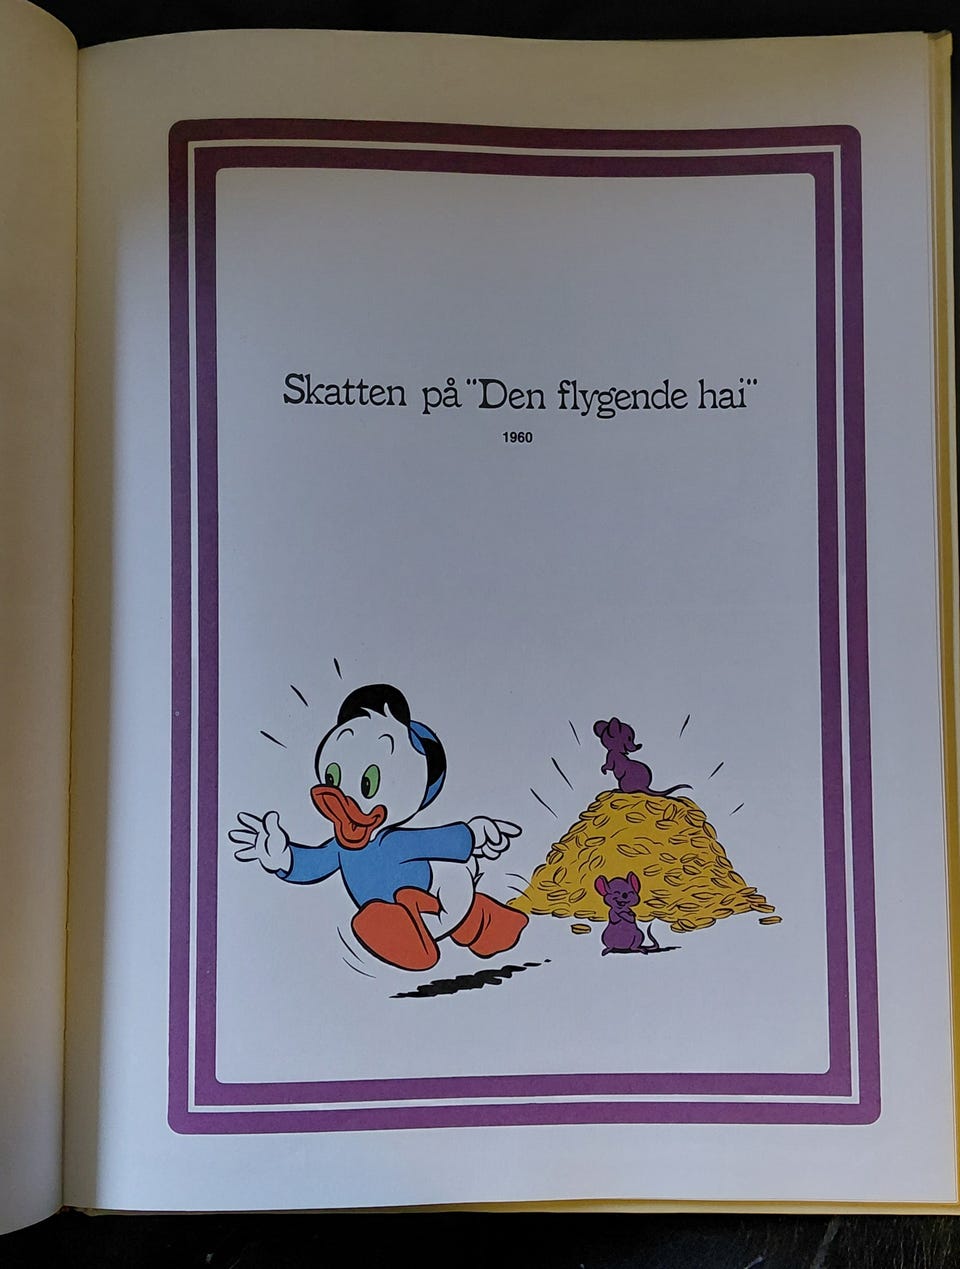 Skatten på "Den flygende hai"
1960